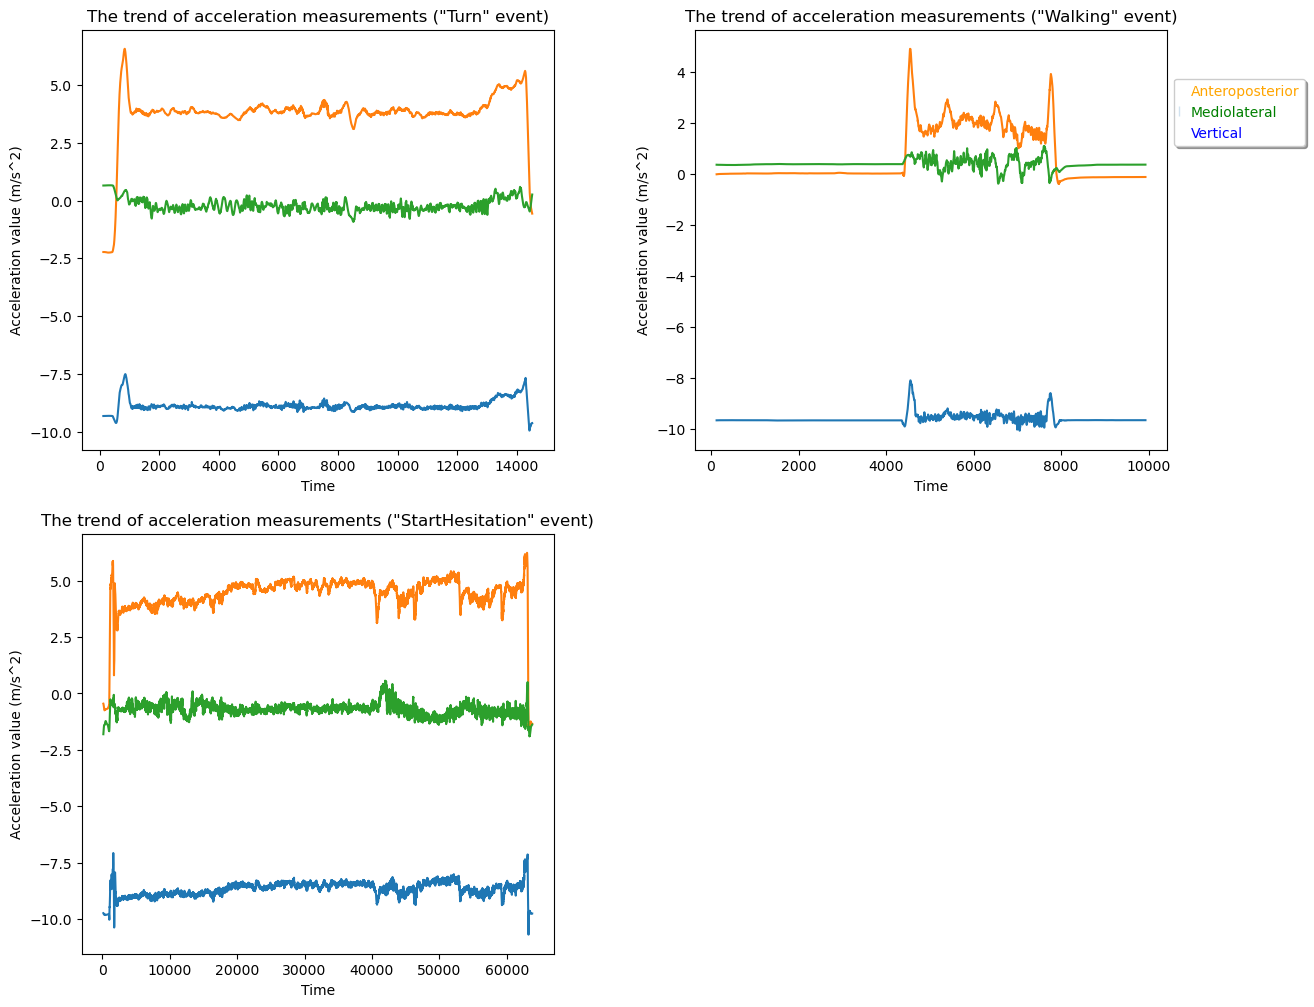 The trend of acceleration measurements ("Turn" event)
5.0
2.5
0.0
−2.5
−5.0
−7.5
−10.0
Acceleration value (m/s^2)
0 2000 4000 6000 8000 10000 12000 14000
Time
The trend of acceleration measurements ("Walking" event)
4
2
0
−2
−4
−6
−8
−10
Acceleration value (m/s^2)
0 2000 4000 6000 8000 10000
Time
Anteroposterior
Mediolateral
Vertical
The trend of acceleration measurements ("StartHesitation" event)
5.0
2.5
0.0
−2.5
−5.0
−7.5
−10.0
Acceleration value (m/s^2)
0 10000 20000 30000 40000 50000 60000
Time